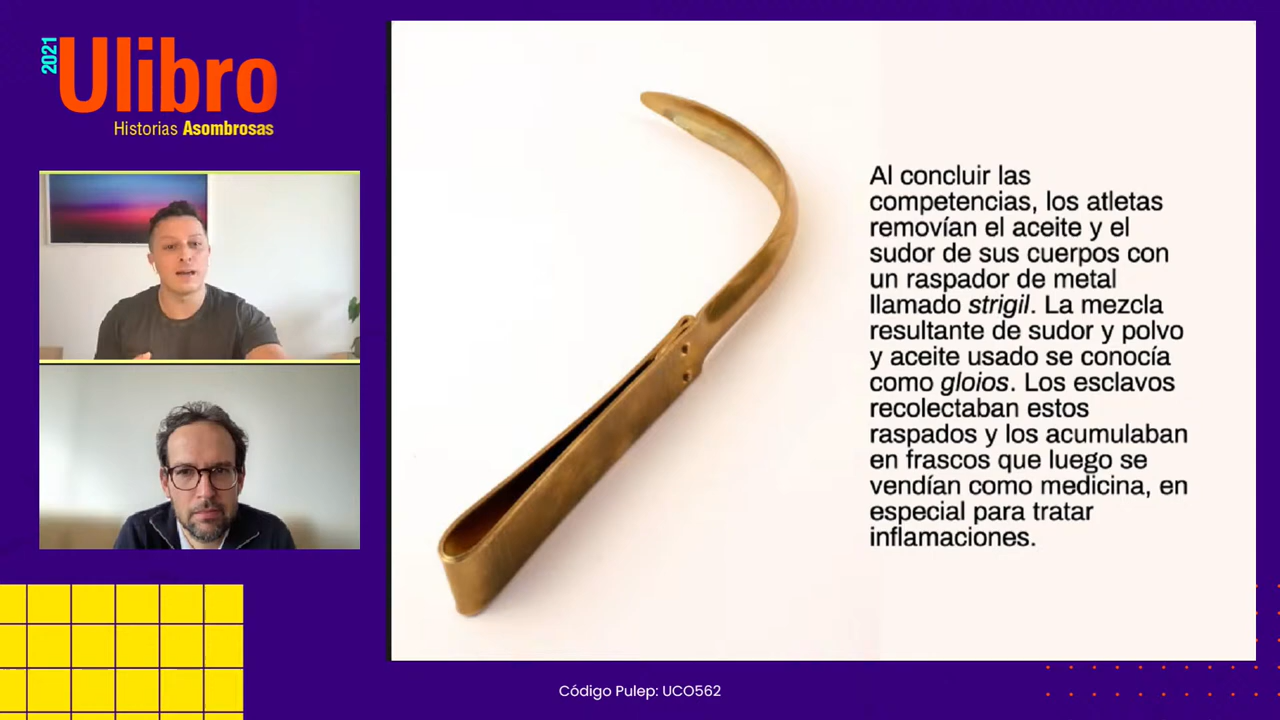 2021
Ulibro
Historias Asombrosas
Al concluir las
competencias, los atletas
removían el aceite y el
sudor de sus cuerpos con
un raspador de metal
llamado strigil. La mezcla
resultante de sudor y polvo
y aceite usado se conocía
como gloios. Los esclavos
recolectaban estos
raspados y los acumulaban
en frascos que luego se
vendían como medicina, en
especial para tratar
inflamaciones.
Código Pulep: UCO562